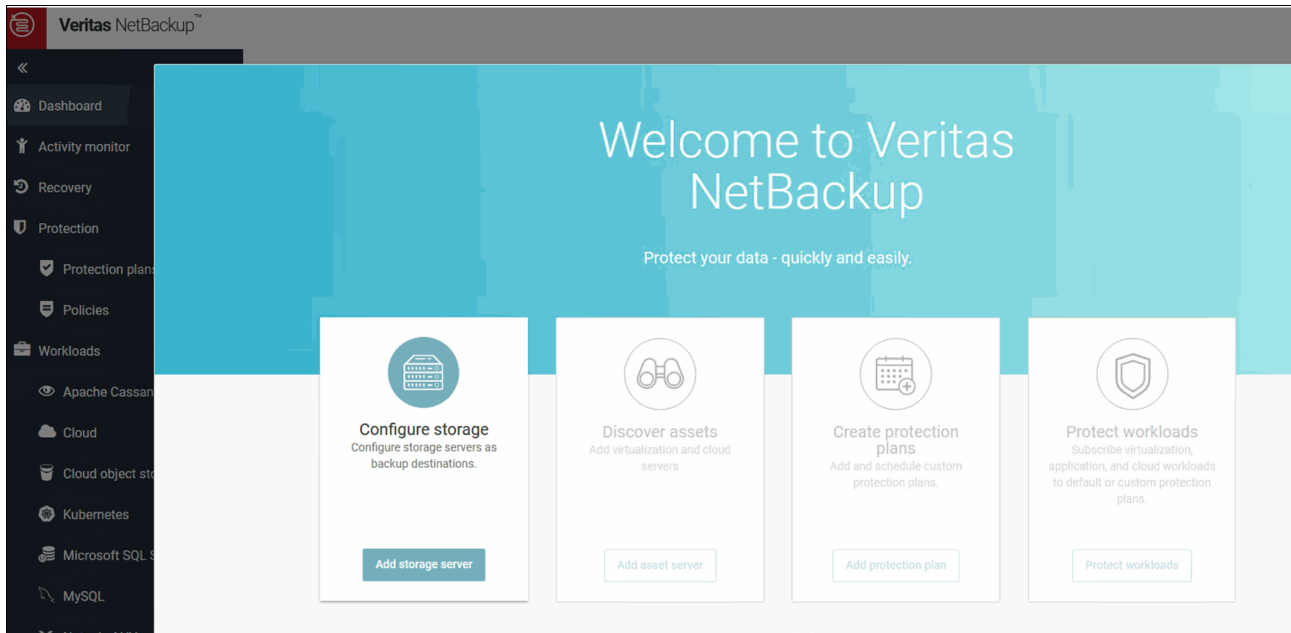 Veritas NetBackup™
Dashboard
Activity monitor
Recovery
Protection
Protection plans
Policies
Workloads
Apache Cassan
Cloud
Cloud object sto
Kubernetes
Microsoft SQL S
MySQL
Welcome to Veritas
NetBackup
Protect your data - quickly and easily.
Configure storage
Configure storage servers as
backup destinations.
Add storage server
Discover assets
Add virtualization and cloud
servers
Add asset server
Create protection
plans
Add and schedule custom
protection plans.
Add protection plan
Protect workloads
Subscribe virtualization,
application, and cloud workloads
to default or custom protection
plans.
Protect workloads